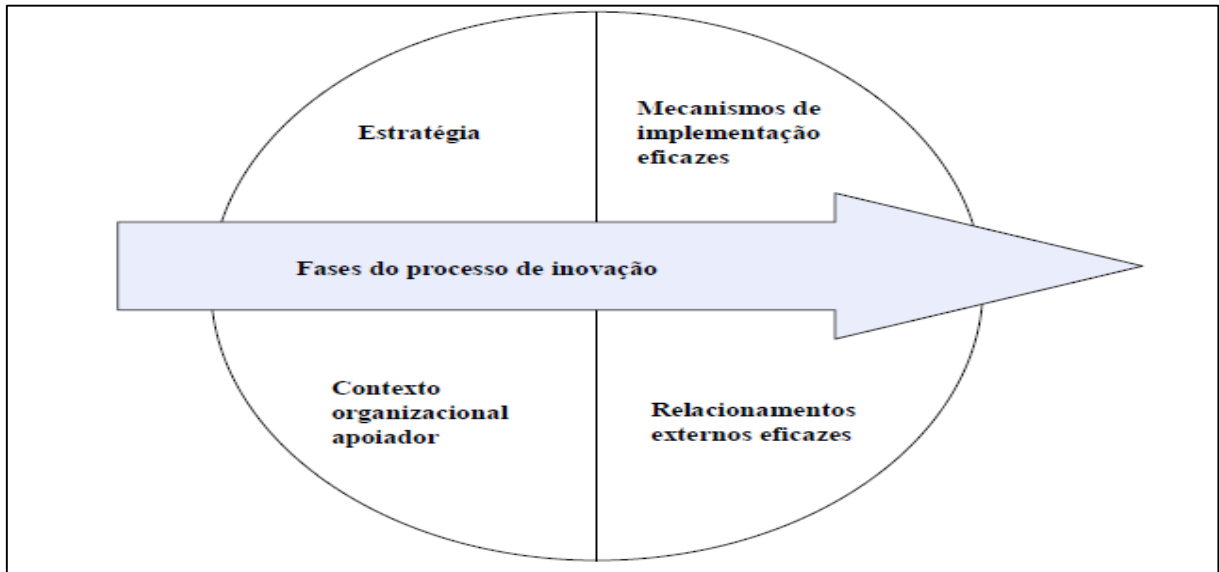 Estratégia
Mecanismos de
implementação
eficazes
Fases do processo de inovação
Contexto
organizacional
apoiador
Relacionamentos
externos eficazes